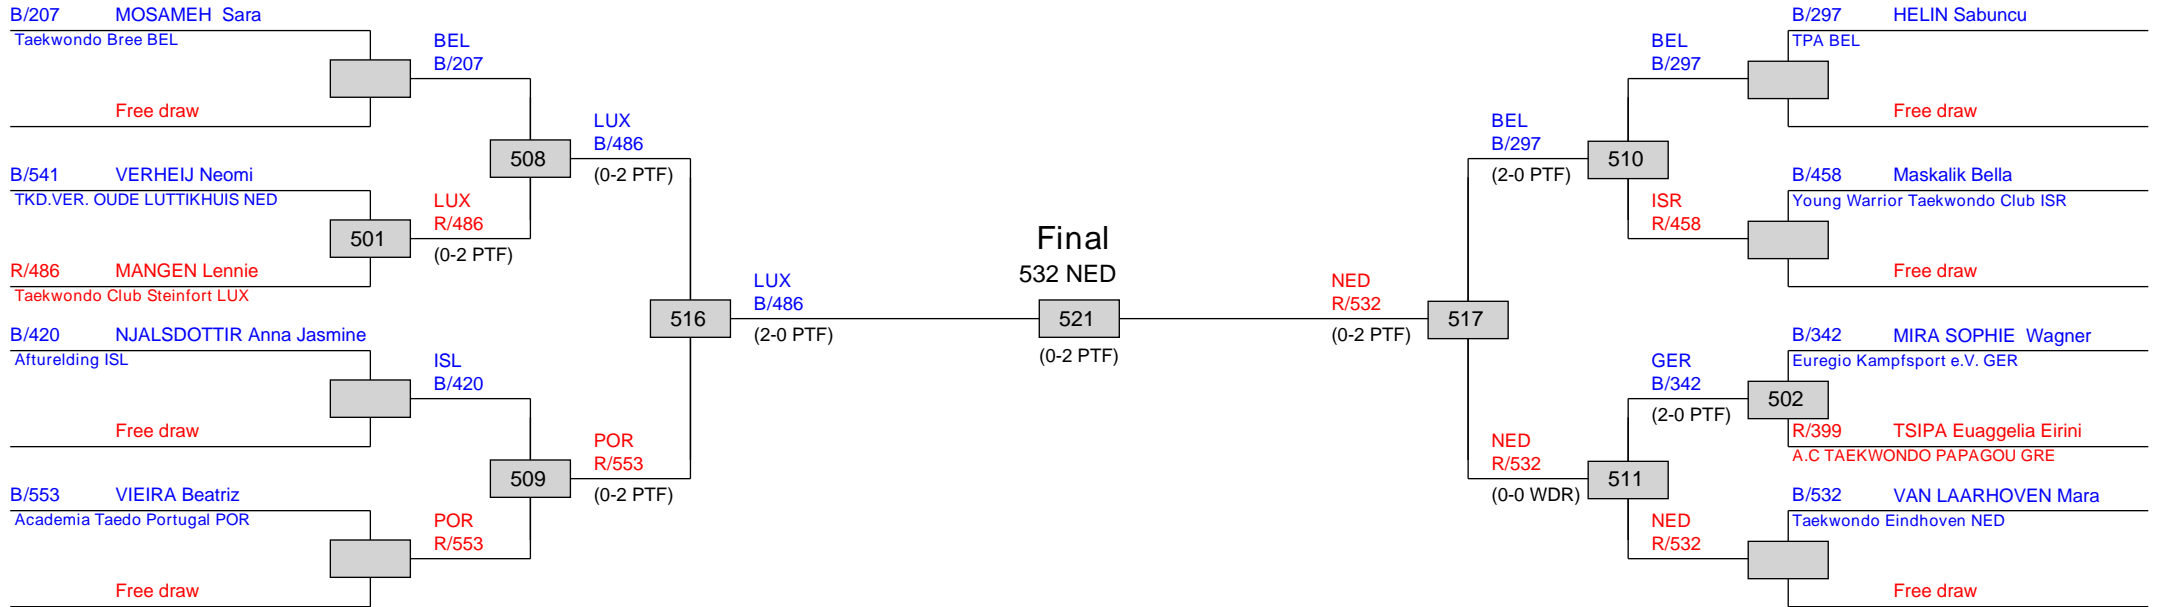 B/207 MOSAMEH Sara
Taekwondo Bree BEL
Free draw
B/541 VERHEIJ Neomi
TKD.VER. OUDE LUTTIKHUIS NED
R/486 MANGEN Lennie
Taekwondo Club Steinfort LUX
B/420 NJALSDOTTIR Anna Jasmine
Afturelding ISL
Free draw
B/553 VIEIRA Beatriz
Academia Taedo Portugal POR
Free draw
501
BEL
B/207
LUX
R/486
(0-2 PTF)
ISL
B/420
POR
R/553
508
509
LUX
B/486
(0-2 PTF)
POR
R/553
(0-2 PTF)
516
LUX
B/486
(2-0 PTF)
Final
532 NED
521
(0-2 PTF)
NED
R/532
(0-2 PTF)
517
BEL
B/297
(2-0 PTF)
NED
R/532
(0-0 WDR)
510
511
BEL
B/297
ISR
R/458
GER
B/342
(2-0 PTF)
NED
R/532
502
B/297 HELIN Sabuncu
TPA BEL
Free draw
B/458 Maskalik Bella
Young Warrior Taekwondo Club ISR
Free draw
B/342 MIRA SOPHIE Wagner
Euregio Kampfsport e.V. GER
R/399 TSIPA Euaggelia Eirini
A.C TAEKWONDO PAPAGOU GRE
B/532 VAN LAARHOVEN Mara
Taekwondo Eindhoven NED
Free draw